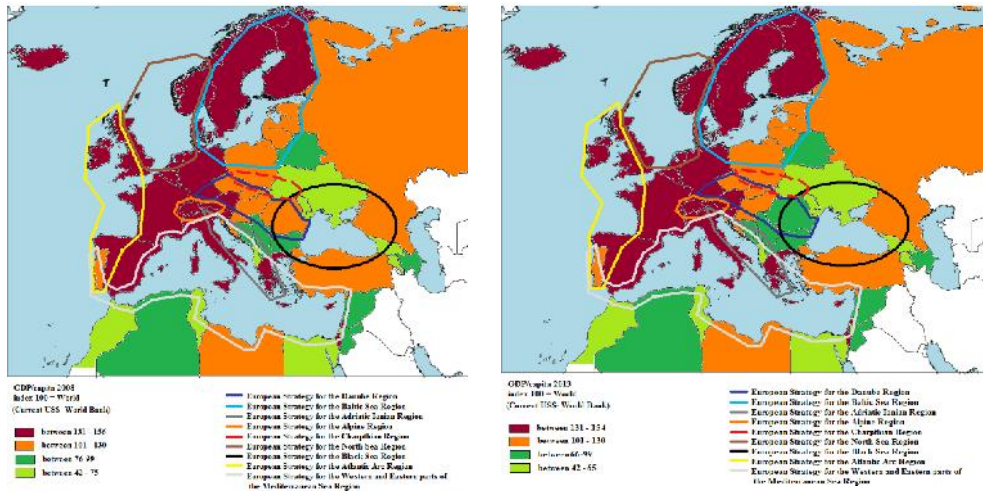 GDP/capita 2008
index 100 = World
(Current US$- World Bank)
between 131 - 156
between 101 - 130
between 76-99
between 42 - 75
European Strategy for the Danube Region
European Strategy for the Baltic Sea Region
European Strategy for the Adriatic Ionian Region
European Strategy for the Alpine Region
European Strategy for the Charpthian Region
European Strategy for the North Sea Region
European Strategy for the Black Sea Region
European Strategy for the Atlantic Arc Region
European Strategy for the Western and Eastern parts of
the Mediterranean Sea Region
GDP/capita 2013
index 100 = World
(Current US$- World Bank)
between 131 - 154
between 101 - 130
between 66-99
between 42 - 65
European Strategy for the Danube Region
European Strategy for the Baltic Sea Region
European Strategy for the Adriatic Ionian Region
European Strategy for the Alpine Region
European Strategy for the Charpthian Region
European Strategy for the North Sea Region
European Strategy for the Black Sea Region
European Strategy for the Atlantic Arc Region
European Strategy for the Western and Eastern parts of
the Mediterranean Sea Region